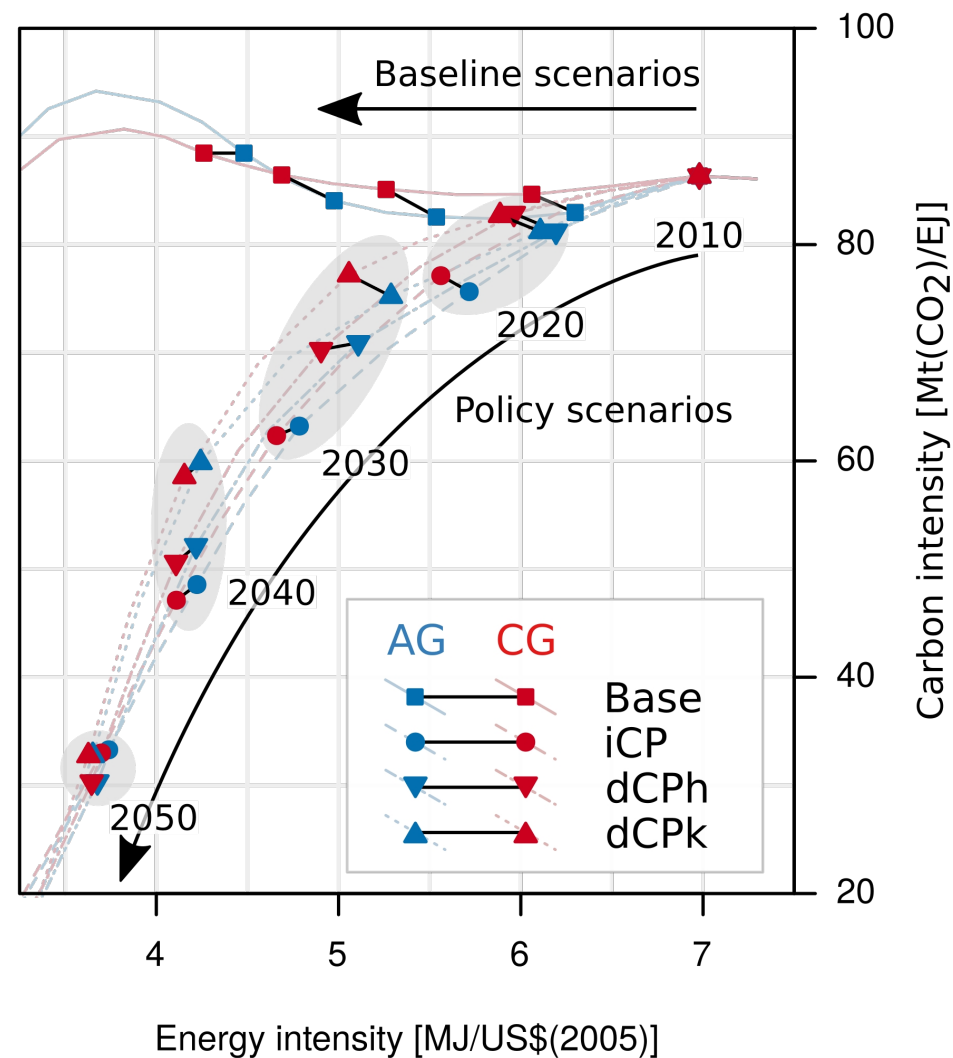 100
Baseline scenarios
2010
80
2020
Policy scenarios
2030
60
2040
AG CG
Base
iCP
dCPh
dCPk
40
2050
20
4 5 6 7
Energy intensity [MJ/US$(2005)]
Carbon intensity [Mt(CO2)/EJ]